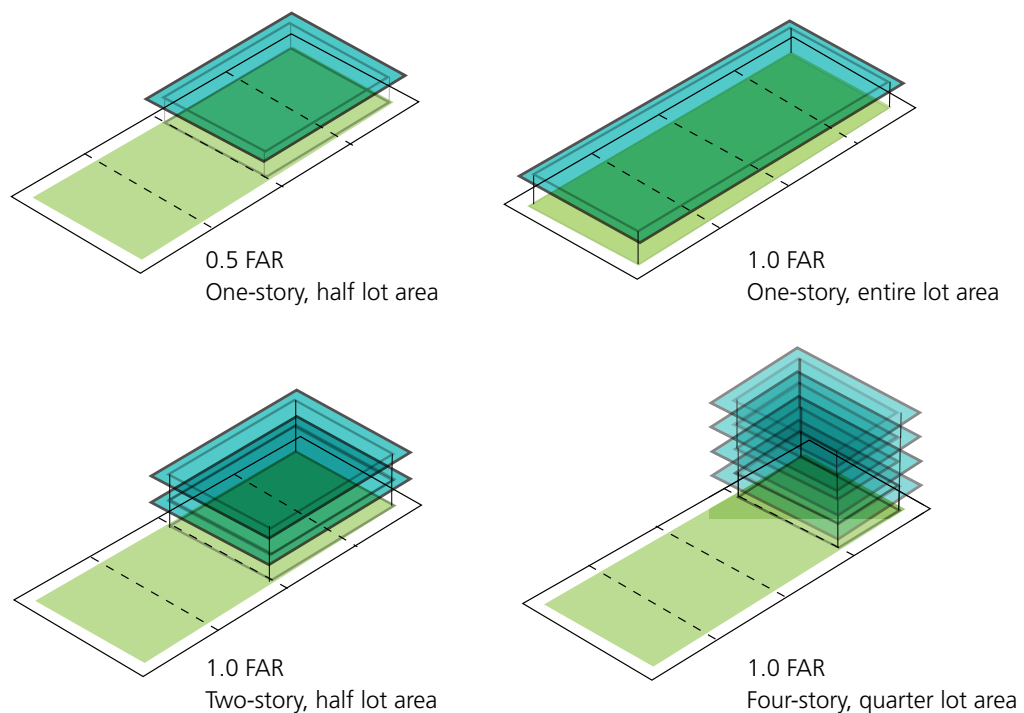 0.5 FAR
One-story, half lot area
1.0 FAR
One-story, entire lot area
1.0 FAR
Two-story, half lot area
1.0 FAR
Four-story, quarter lot area